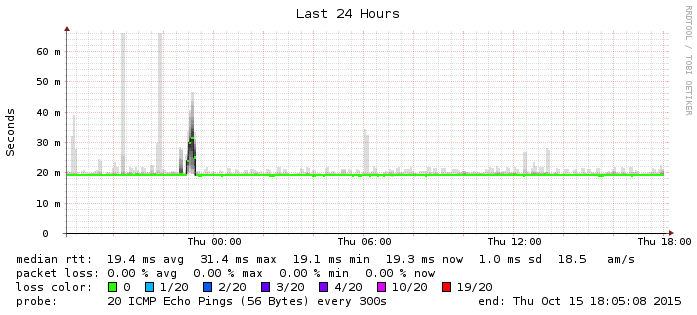 Last 24 Hours
RRDTOOL / TOBI OETIKER
Seconds
60 m
50 m
40 m
30 m
20 m
10 m
0
Thu 00:00 Thu 06:00 Thu 12:00 Thu 18:00
median rtt: 19.4 ms avg 31.4 ms max 19.1 ms min 19.3 ms now 1.0 ms sd 18.5 am/s
packet loss: 0.00 % avg 0.00 % max 0.00 % min 0.00 % now
loss color: 0 1/20 2/20 3/20 4/20 10/20 19/20
probe: 20 ICMP Echo Pings (56 Bytes) every 300s end: Thu Oct 15 18:05:08 2015